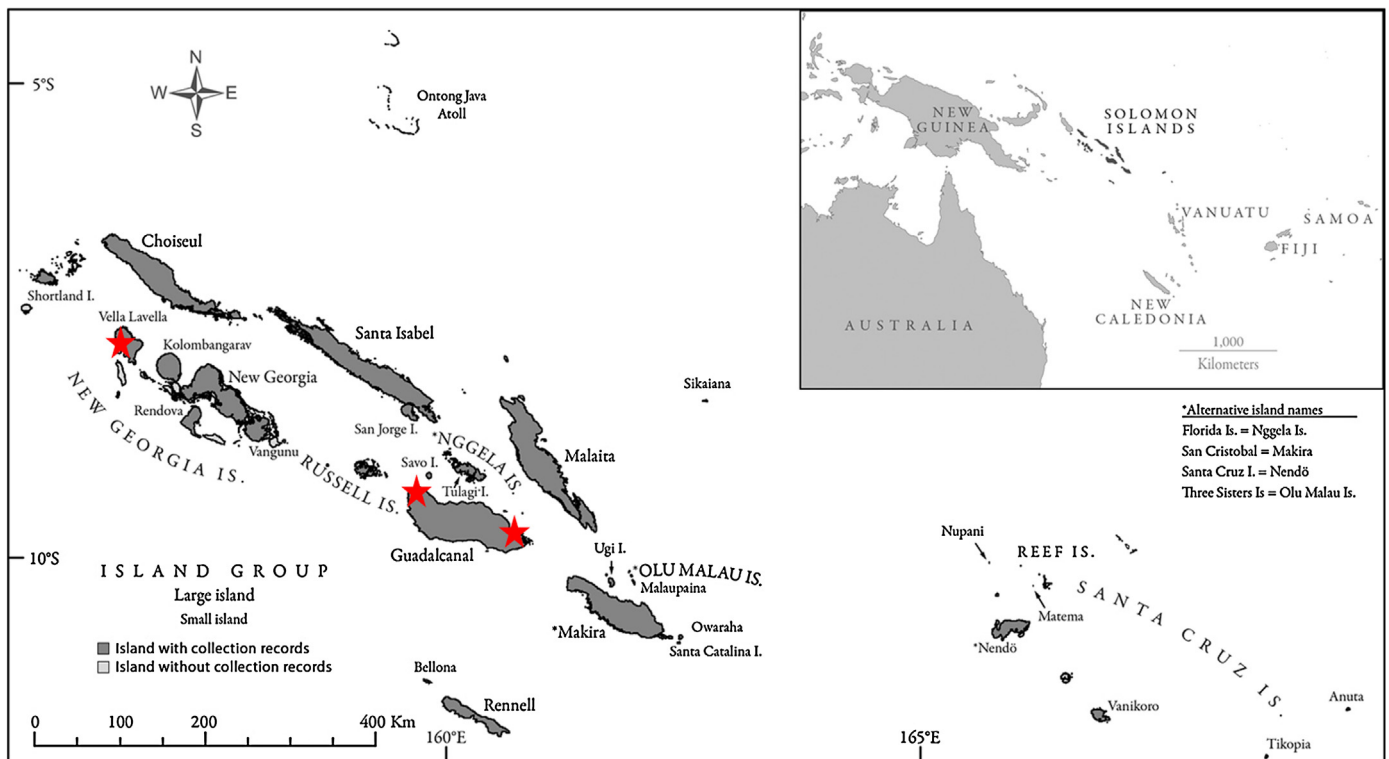 N
W E
S
5°S
Ontong Java
Atoll
Choiseul
Shortland I.
Vella Lavella
Kolombangarav
Santa Isabel
New Georgia
Rendova
Vangunu
San Jorge I.
NEW GEORGIA IS.
RUSSELL IS.
*NGGELA IS.
Savo I.
Tulagi I.
Malaita
Sikaiana
Guadalcanal
10°S
Ugi I.
*OLU MALAU IS.
Malaupaina
*Makira
Owaraha
Santa Catalina I.
Bellona
Rennell
ISLAND GROUP
Large island
Small island
Island with collection records
Island without collection records
0 100 200 400 Km
160°E
165°E
NEW
GUINEA
SOLOMON
ISLANDS
VANUATU
SAMOA
FIJI
NEW
CALEDONIA
AUSTRALIA
1,000
Kilometers
*Alternative island names
Florida Is. = Nggela Is.
San Cristobal = Makira
Santa Cruz I. = Nendö
Three Sisters Is = Olu Malau Is.
Nupani
REEF IS.
Matema
*Nendö
SANTA CRUZ IS.
Vanikoro
Anuta
Tikopia